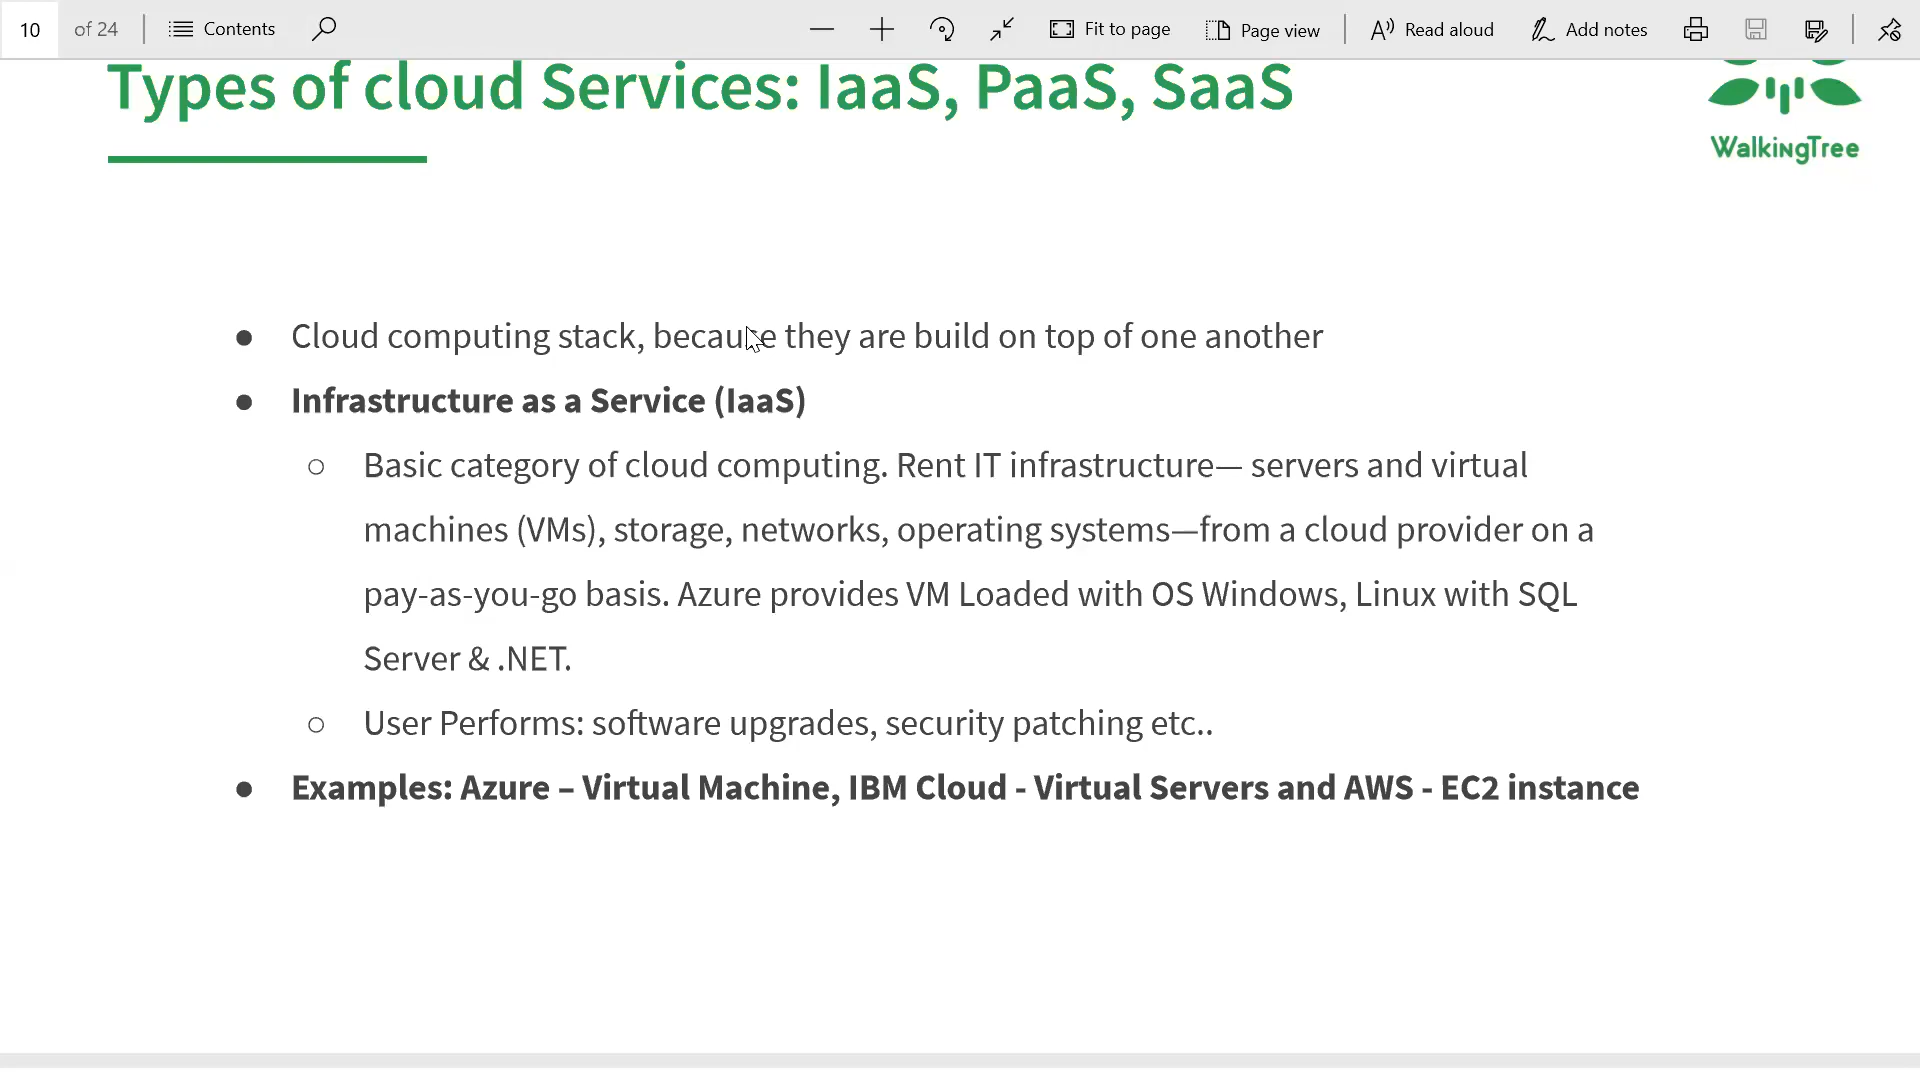 10 of 24 Contents Fit to page Page view Read aloud Add notes
Types of cloud Services: IaaS, PaaS, SaaS
WalkingTree
● Cloud computing stack, because they are build on top of one another
● Infrastructure as a Service (IaaS)
○ Basic category of cloud computing. Rent IT infrastructure— servers and virtual
machines (VMs), storage, networks, operating systems—from a cloud provider on a
pay-as-you-go basis. Azure provides VM Loaded with OS Windows, Linux with SQL
Server & .NET.
○ User Performs: software upgrades, security patching etc..
● Examples: Azure – Virtual Machine, IBM Cloud - Virtual Servers and AWS - EC2 instance